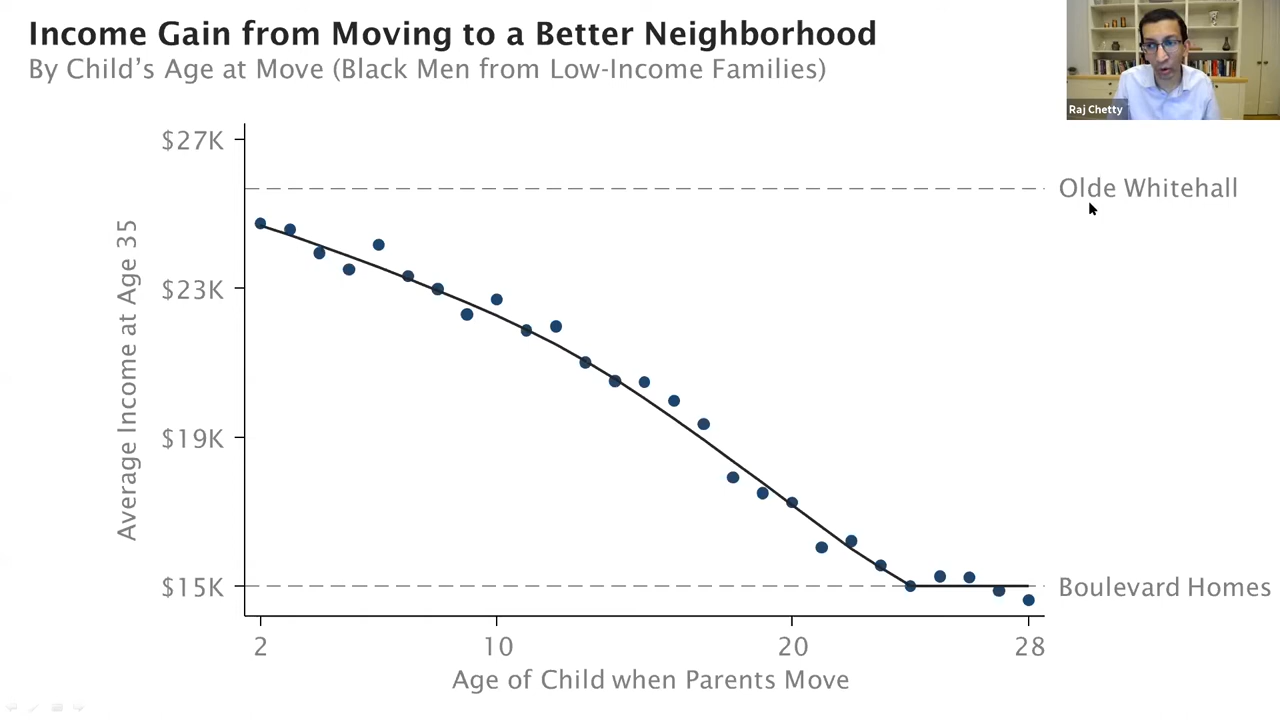 Income Gain from Moving to a Better Neighborhood
By Child's Age at Move (Black Men from Low-Income Families)
Raj Chetty
$27K
Olde Whitehall
Average Income at Age 35
$23K
$19K
$15K
Boulevard Homes
2
10
20
28
Age of Child when Parents Move